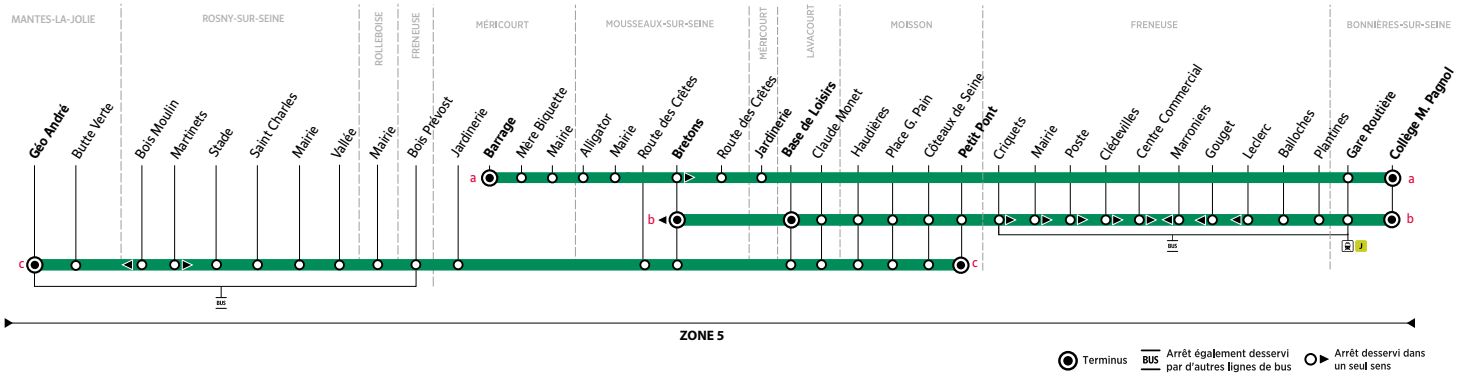 MANTES-LA-JOLIE
ROSNY-SUR-SEINE
ROLLEBOISE
FRENEUSE
MÉRICOURT
MOUSSEAUX-SUR-SEINE
MÉRICOURT
LAVACOURT
MOISSON
FRENEUSE
BONNIÈRES-SUR-SEINE
Géo André
Butte Verte
Bois Moulin
Martinets
Stade
Saint Charles
Mairie
Vallée
Mairie
Bois Prévost
Jardinerie
Barrage
Mère Biquette
Mairie
Alligator
Mairie
Route des Crêtes
Bretons
Route des Crêtes
Jardinerie
Base de Loisirs
Claude Monet
Haudières
Place G. Pain
Côteaux de Seine
Petit Pont
Criquets
Mairie
Poste
Clédevilles
Centre Commercial
Marroniers
Gouget
Leclerc
Balloches
Plantines
Gare Routière
Collège M. Pagnol
a
a
b
b
BUS
J
c
c
BUS
ZONE 5
Terminus
BUS
Arrêt également desservi
par d'autres lignes de bus
Arrêt desservi dans
un seul sens